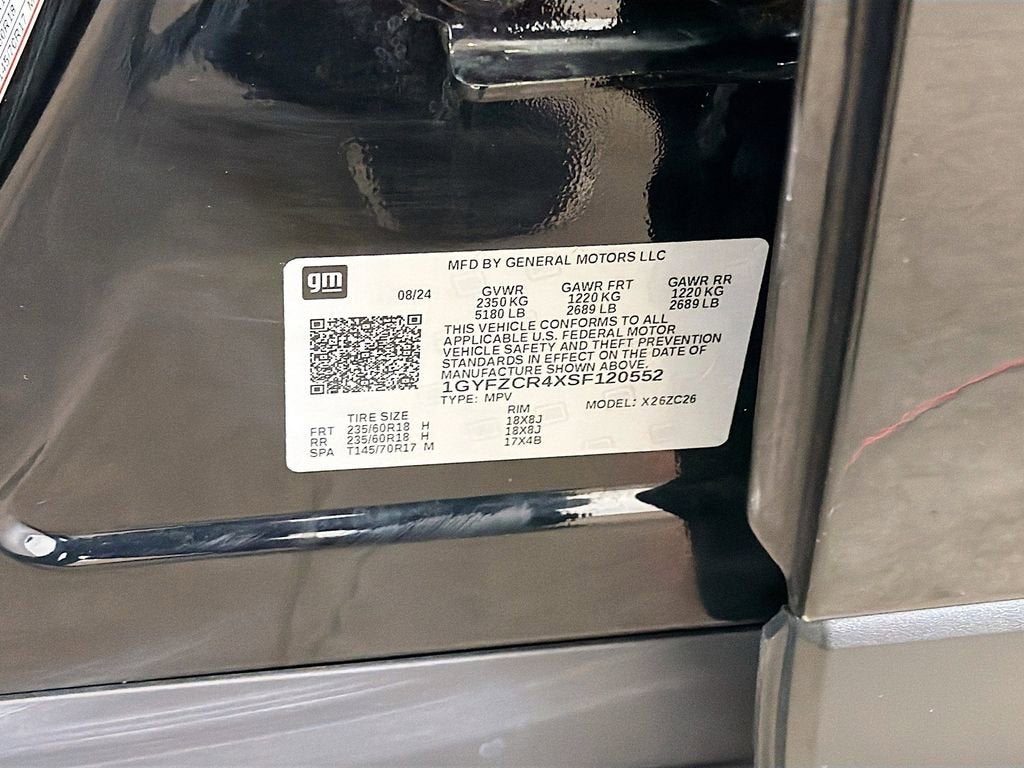 gm
MFD BY GENERAL MOTORS LLC
08/24
GVWR GAWR FRT GAWR RR
2350 KG 1220 KG 1220 KG
5180 LB 2689 LB 2689 LB
THIS VEHICLE CONFORMS TO ALL
APPLICABLE U.S. FEDERAL MOTOR
VEHICLE SAFETY AND THEFT PREVENTION
STANDARDS IN EFFECT ON THE DATE OF
MANUFACTURE SHOWN ABOVE.
1GYFZCR4XSF120552
TYPE: MPV MODEL: X26ZC26
TIRE SIZE RIM
FRT 235/60R18 H 18X8J
RR 235/60R18 H 18X8J
SPA T145/70R17 M 17X4B